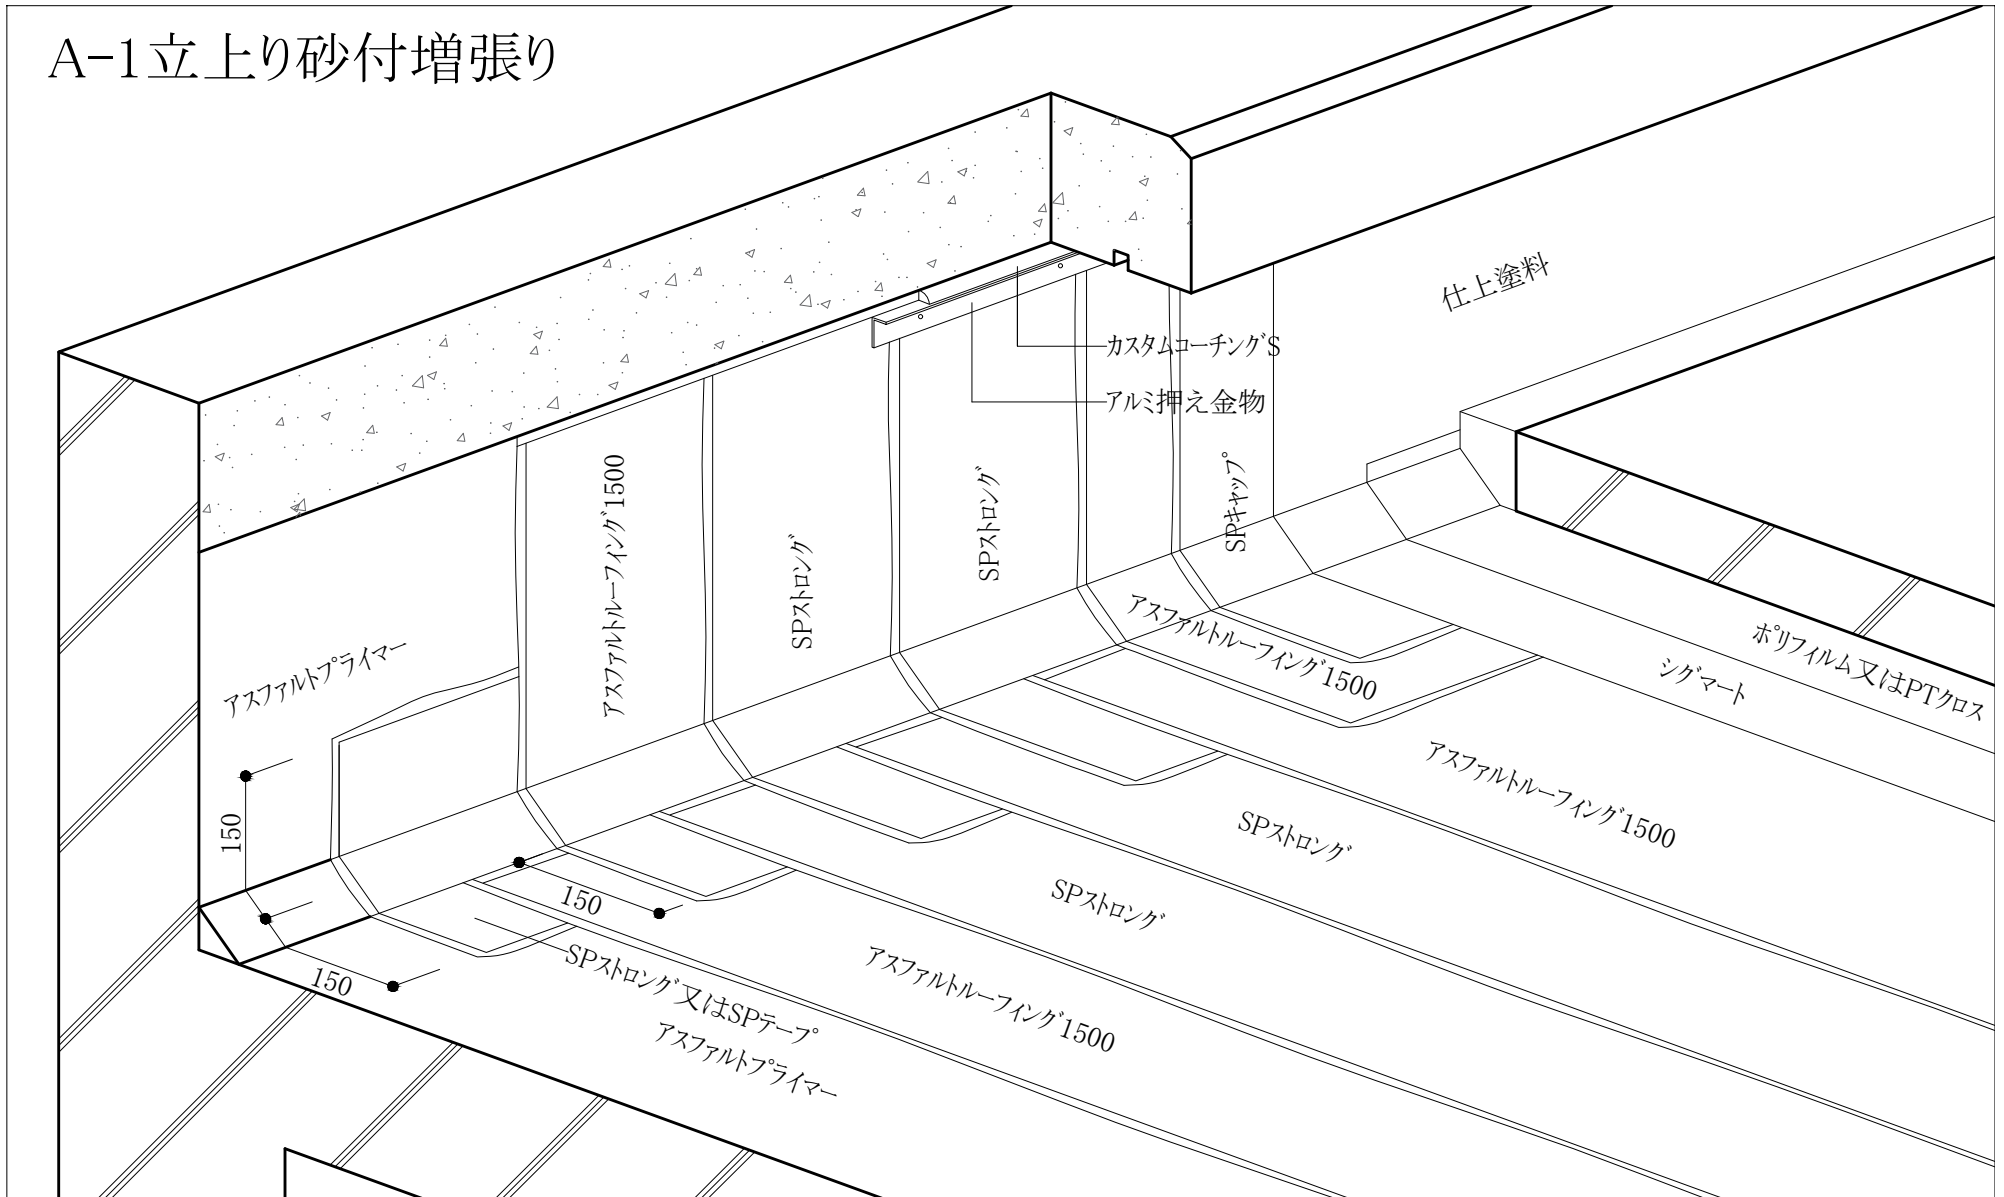 A-1立上り砂付増張り
仕上塗料
カスタムコーチングS
アルミ押え金物
アスファルトルーフィング1500
SPストロング
SPストロング
SPキャップ
アスファルトプライマー
アスファルトルーフィング1500
ポリフィルム又はPTクロス
シグマート
アスファルトルーフィング1500
SPストロング
SPストロング
アスファルトルーフィング1500
150
150
150
SPストロング又はSPテープ
アスファルトプライマー